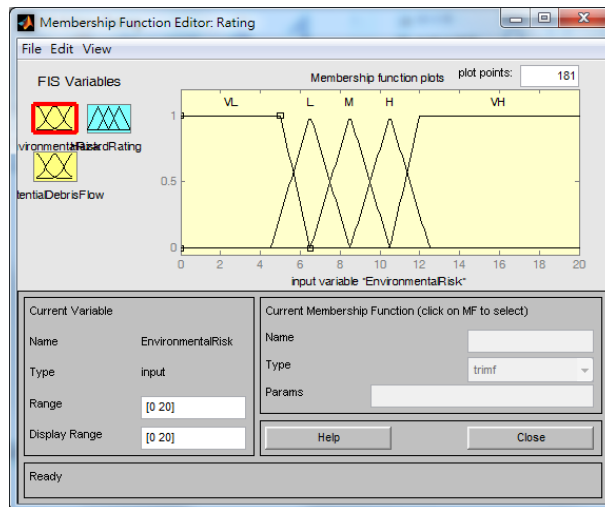 Membership Function Editor: Rating
File Edit View
FIS Variables
Membership function plots
plot points:
181
VL L M H VH
1
0.5
0
0 2 4 6 8 10 12 14 16 18 20
input variable "EnvironmentalRisk"
tentialDebrisFlow
Current Variable
Name EnvironmentalRisk
Type input
Range [0 20]
Display Range [0 20]
Current Membership Function (click on MF to select)
Name
Type trimf
Params
Help Close
Ready